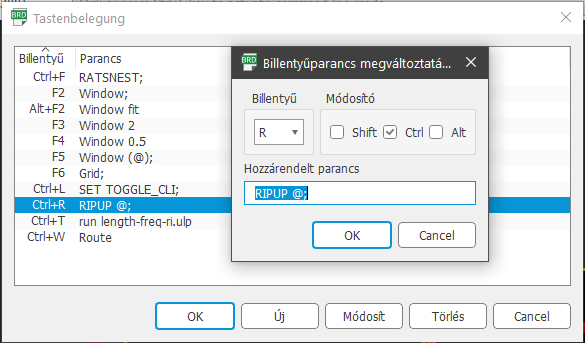 BRD
Tastenbelegung
Billentyű Parancs
Ctrl+F RATSNEST;
F2 Window;
Alt+F2 Window fit
F3 Window 2
F4 Window 0.5
F5 Window (@);
F6 Grid;
Ctrl+L SET TOGGLE_CLI;
Ctrl+R RIPUP @;
Ctrl+T run length-freq-ri.ulp
Ctrl+W Route
OK Új Módosít Törlés Cancel
BRD
Billentyűparancs megváltoztatá...
Billentyű Módosító
R Shift Ctrl Alt
Hozzárendelt parancs
RIPUP @;
OK Cancel